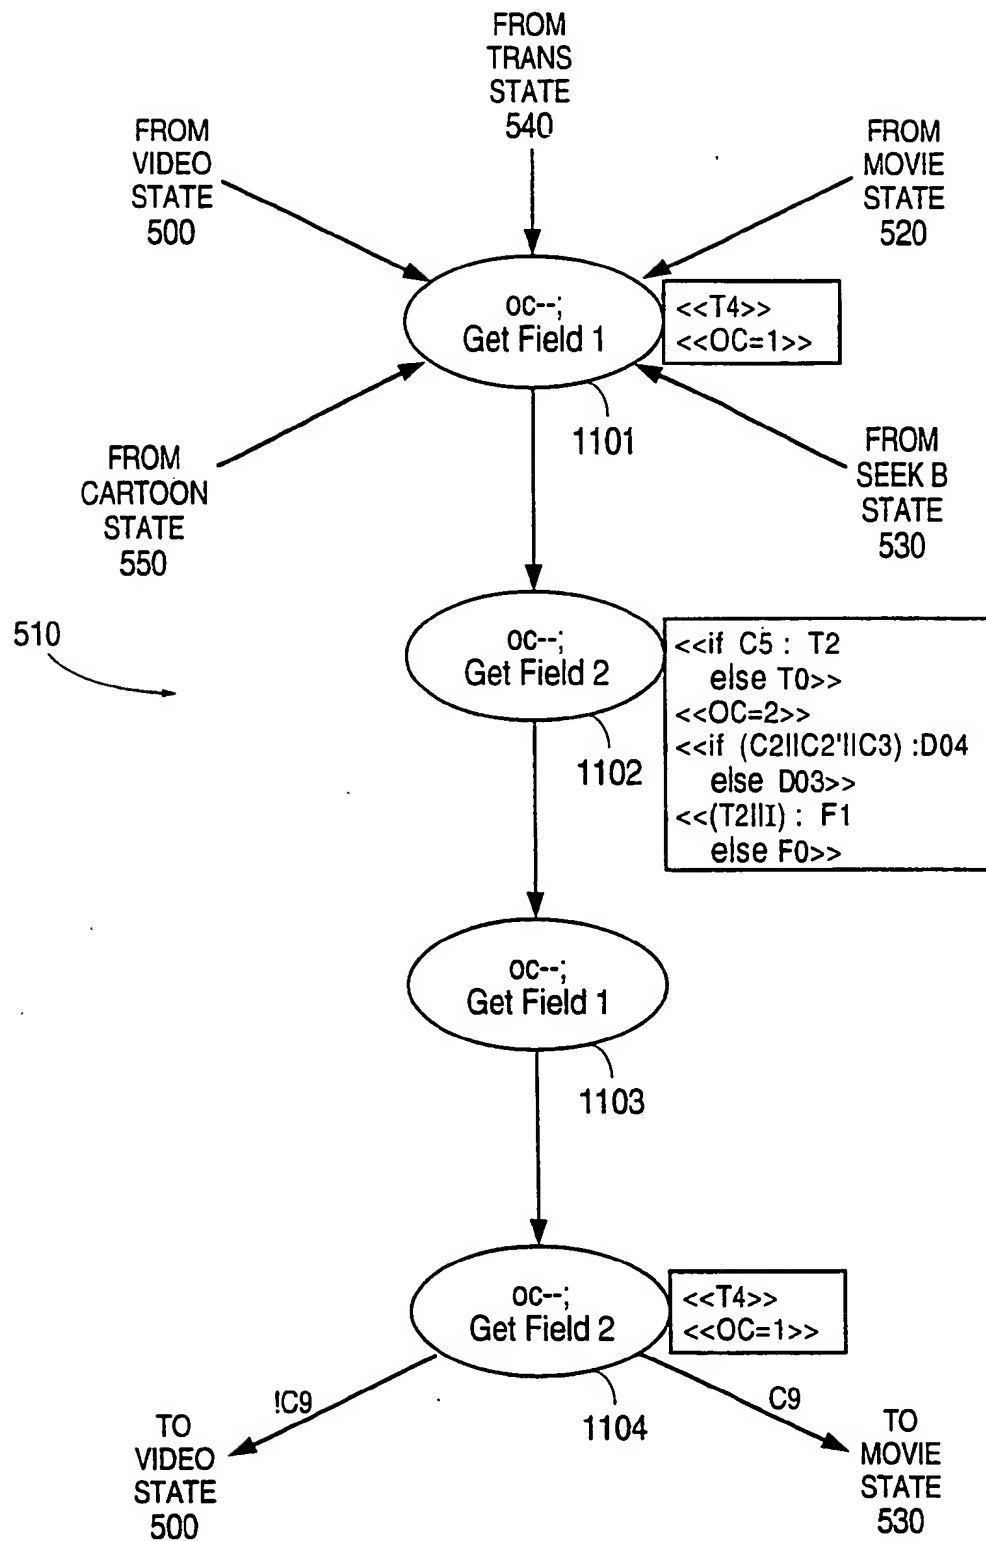 FROM
TRANS
STATE
540
FROM
VIDEO
STATE
500
FROM
MOVIE
STATE
520
oc--;
Get Field 1
<<T4>>
<<OC=1>>
1101
FROM
CARTOON
STATE
550
FROM
SEEK B
STATE
530
510
oc--;
Get Field 2
<<if C5 : T2
else T0>>
<<OC=2>>
<<if (C2||C2'||C3) :D04
else D03>>
<<(T2||I) : F1
else F0>>
1102
oc--;
Get Field 1
1103
oc--;
Get Field 2
<<T4>>
<<OC=1>>
1104
!C9
C9
TO
VIDEO
STATE
500
TO
MOVIE
STATE
530